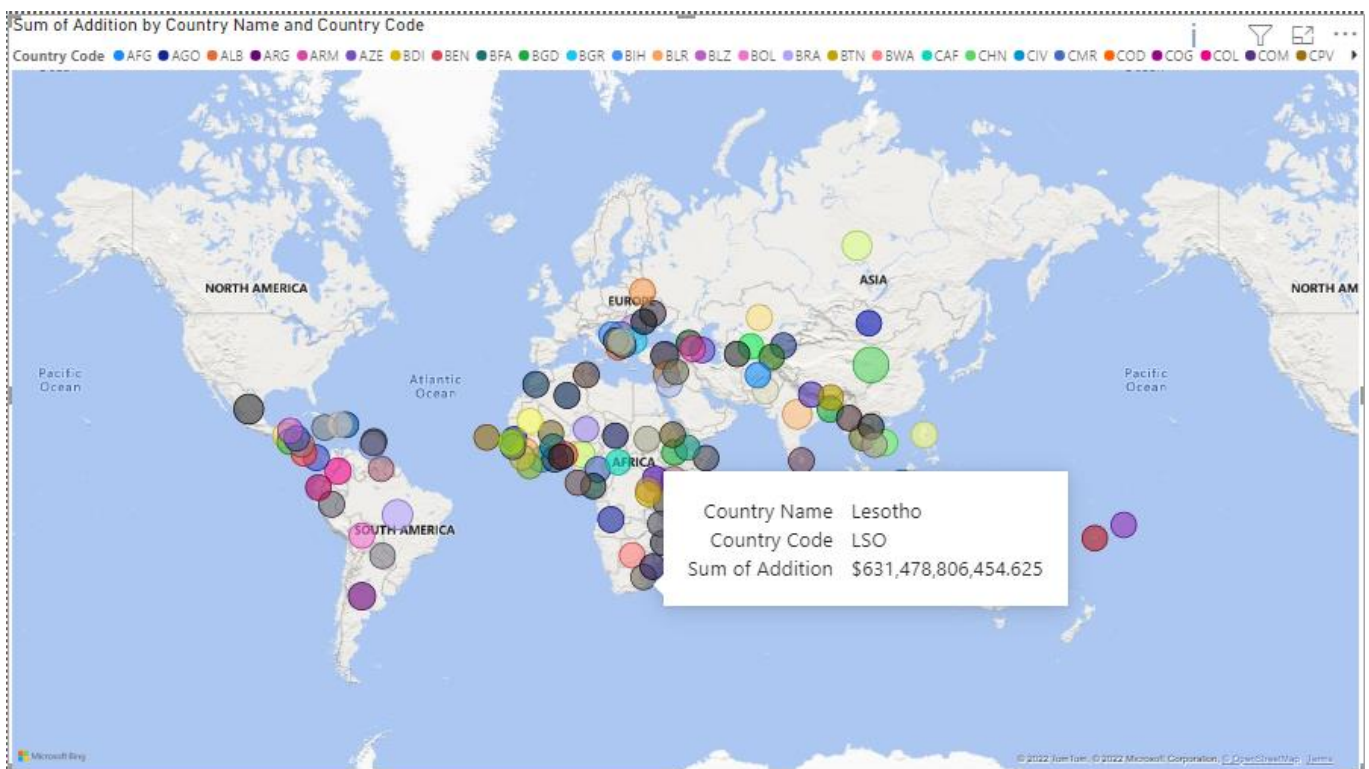 Sum of Addition by Country Name and Country Code
Country Code AFG AGO ALB ARG ARM AZE BDI BEN BFA BGD BGR BIH BLR BLZ BOL BRA BTN BWA CAF CHN CIV CMR COD COG COL COM CPV
NORTH AMERICA
EUROPE
ASIA
NORTH AM
Pacific
Ocean
Atlantic
Ocean
Pacific
Ocean
AFRICA
SOUTH AMERICA
Country Name Lesotho
Country Code LSO
Sum of Addition $631,478,806,454.625
Microsoft Bing
© 2022 TomTom, © 2022 Microsoft Corporation, © OpenStreetMap Terms